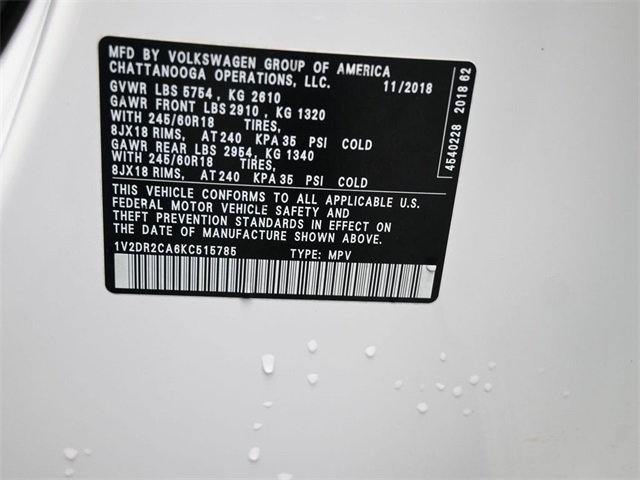 MFD BY VOLKSWAGEN GROUP OF AMERICA
CHATTANOOGA OPERATIONS, LLC. 11/2018
GVWR LBS 5754, KG 2610
GAWR FRONT LBS 2910, KG 1320
WITH 245/60R18 TIRES,
8JX18 RIMS, AT 240 KPA 35 PSI COLD
GAWR REAR LBS 2954, KG 1340
WITH 245/60R18 TIRES,
8JX18 RIMS, AT 240 KPA 35 PSI COLD
THIS VEHICLE CONFORMS TO ALL APPLICABLE U.S.
FEDERAL MOTOR VEHICLE SAFETY AND
THEFT PREVENTION STANDARDS IN EFFECT ON
THE DATE OF MANUFACTURE SHOWN ABOVE.
1V2DR2CA6KC515785 TYPE: MPV
4540228 2018 62